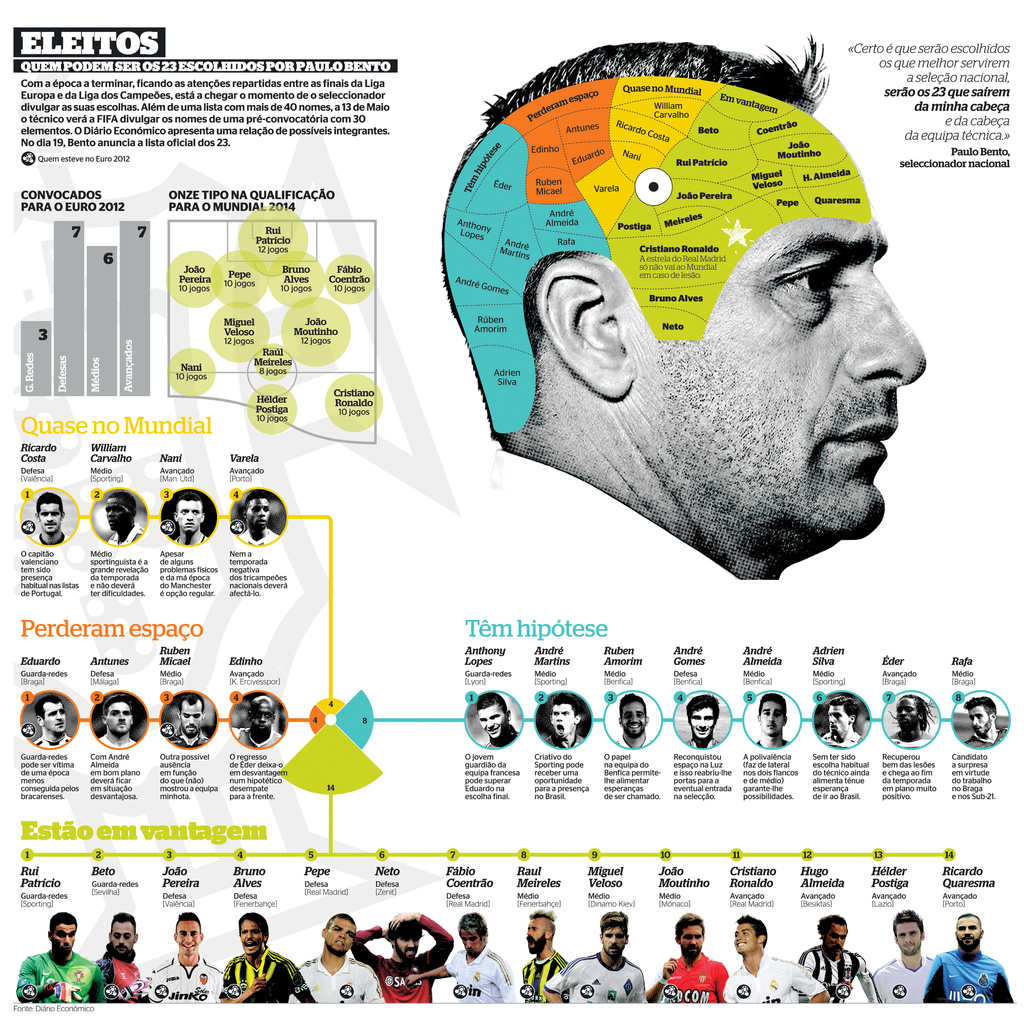 ELEITOS
QUEM PODEM SER OS 23 ESCOLHIDOS POR PAULO BENTO
Com a época a terminar, ficando as atenções repartidas entre as finais da Liga
Europa e da Liga dos Campeões, está a chegar o momento de o seleccionador
divulgar as suas escolhas. Além de uma lista com mais de 40 nomes, a 13 de Maio
o técnico verá a FIFA divulgar os nomes de uma pré-convocatória com 30
elementos. O Diário Económico apresenta uma relação de possíveis integrantes.
No dia 19, Bento anuncia a lista oficial dos 23.
Quem esteve no Euro 2012
«Certo é que serão escolhidos
os que melhor servirem
a seleção nacional,
serão os 23 que saírem
da minha cabeça
e da cabeça
da equipa técnica.»
Paulo Bento,
seleccionador nacional
CONVOCADOS
PARA O EURO 2012
3
G. Redes
7
Defesas
6
Médios
7
Avançados
ONZE TIPO NA QUALIFICAÇÃO
PARA O MUNDIAL 2014
Rui
Patrício
12 jogos
João
Pereira
10 jogos
Pepe
10 jogos
Bruno
Alves
10 jogos
Fábio
Coentrão
10 jogos
Miguel
Veloso
12 jogos
João
Moutinho
12 jogos
Raúl
Meireles
8 jogos
Nani
10 jogos
Hélder
Postiga
10 jogos
Cristiano
Ronaldo
10 jogos
Têm hipótese
Éder
Anthony
Lopes
André
Martins
André
Almeida
Rafa
André Gomes
Rúben
Amorim
Adrien
Silva
Perderam espaço
Antunes
Edinho
Eduardo
Ruben
Micael
Quase no Mundial
William
Carvalho
Ricardo Costa
Nani
Varela
Em vantagem
Beto
Coentrão
João
Moutinho
Rui Patrício
Miguel
Veloso
H. Almeida
João Pereira
Pepe
Quaresma
Postiga
Meireles
Cristiano Ronaldo
A estrela do Real Madrid
só não vai ao Mundial
em caso de lesão.
Bruno Alves
Neto
Quase no Mundial
Ricardo
Costa
Defesa
[Valência]
1
O capitão
valenciano
tem sido
presença
habitual nas listas
de Portugal.
William
Carvalho
Médio
[Sporting]
2
Médio
sportinguista é a
grande revelação
da temporada
e não deverá
ter dificuldades.
Nani
Avançado
[Man. Utd]
3
Apesar
de alguns
problemas físicos
e da má época
do Manchester
é opção regular.
Varela
Avançado
[Porto]
4
Nem a
temporada
negativa
dos tricampeões
nacionais deverá
afectá-lo.
Perderam espaço
Eduardo
Guarda-redes
[Braga]
1
Guarda-redes
pode ser vítima
de uma época
menos
conseguida pelos
bracarenses.
Antunes
Defesa
[Málaga]
2
Com André
Almeida
em bom plano
deverá ficar
em situação
desvantajosa.
Ruben
Micael
Médio
[Braga]
3
Outra possível
ausência
em função
do que (não)
mostrou a equipa
minhota.
Edinho
Avançado
[K. Erciyesspor]
4
O regresso
de Éder deixa-o
em desvantagem
num hipotético
desempate
para a frente.
4
4
8
14
Têm hipótese
Anthony
Lopes
Guarda-redes
[Lyon]
1
O jovem
guardião da
equipa francesa
pode superar
Eduardo na
escolha final.
André
Martins
Médio
[Sporting]
2
Criativo do
Sporting pode
receber uma
oportunidade
para a presença
no Brasil.
Ruben
Amorim
Médio
[Benfica]
3
O papel
na equipa do
Benfica permite-
lhe alimentar
esperanças
de ser chamado.
André
Gomes
Defesa
[Benfica]
4
Reconquistou
espaço na Luz
e isso reabriu-lhe
portas para a
eventual entrada
na selecção.
André
Almeida
Médio
[Benfica]
5
A polivalência
(faz de lateral
nos dois flancos
e de médio)
garante-lhe
possibilidades.
Adrien
Silva
Médio
[Sporting]
6
Sem ter sido
escolha habitual
do técnico ainda
alimenta ténue
esperança
de ir ao Brasil.
Éder
Avançado
[Braga]
7
Recuperou
bem das lesões
e chega ao fim
da temporada
em plano muito
positivo.
Rafa
Avançado
[Braga]
8
Candidato
a surpresa
em virtude
do trabalho
no Braga
e nos Sub-21.
Estão em vantagem
1
Rui
Patrício
Guarda-redes
[Sporting]
2
Beto
Guarda-redes
[Sevilha]
3
João
Pereira
Defesa
[Valência]
4
Bruno
Alves
Defesa
[Fenerbahçe]
5
Pepe
Defesa
[Real Madrid]
6
Neto
Defesa
[Zenit]
7
Fábio
Coentrão
Defesa
[Real Madrid]
8
Raul
Meireles
Médio
[Fenerbahçe]
9
Miguel
Veloso
Médio
[Dinamo Kiev]
10
João
Moutinho
Médio
[Mónaco]
11
Cristiano
Ronaldo
Avançado
[Real Madrid]
12
Hugo
Almeida
Avançado
[Besiktas]
13
Hélder
Postiga
Avançado
[Lazio]
14
Ricardo
Quaresma
Avançado
[Porto]
JINKO
Fonte: Diário Económico